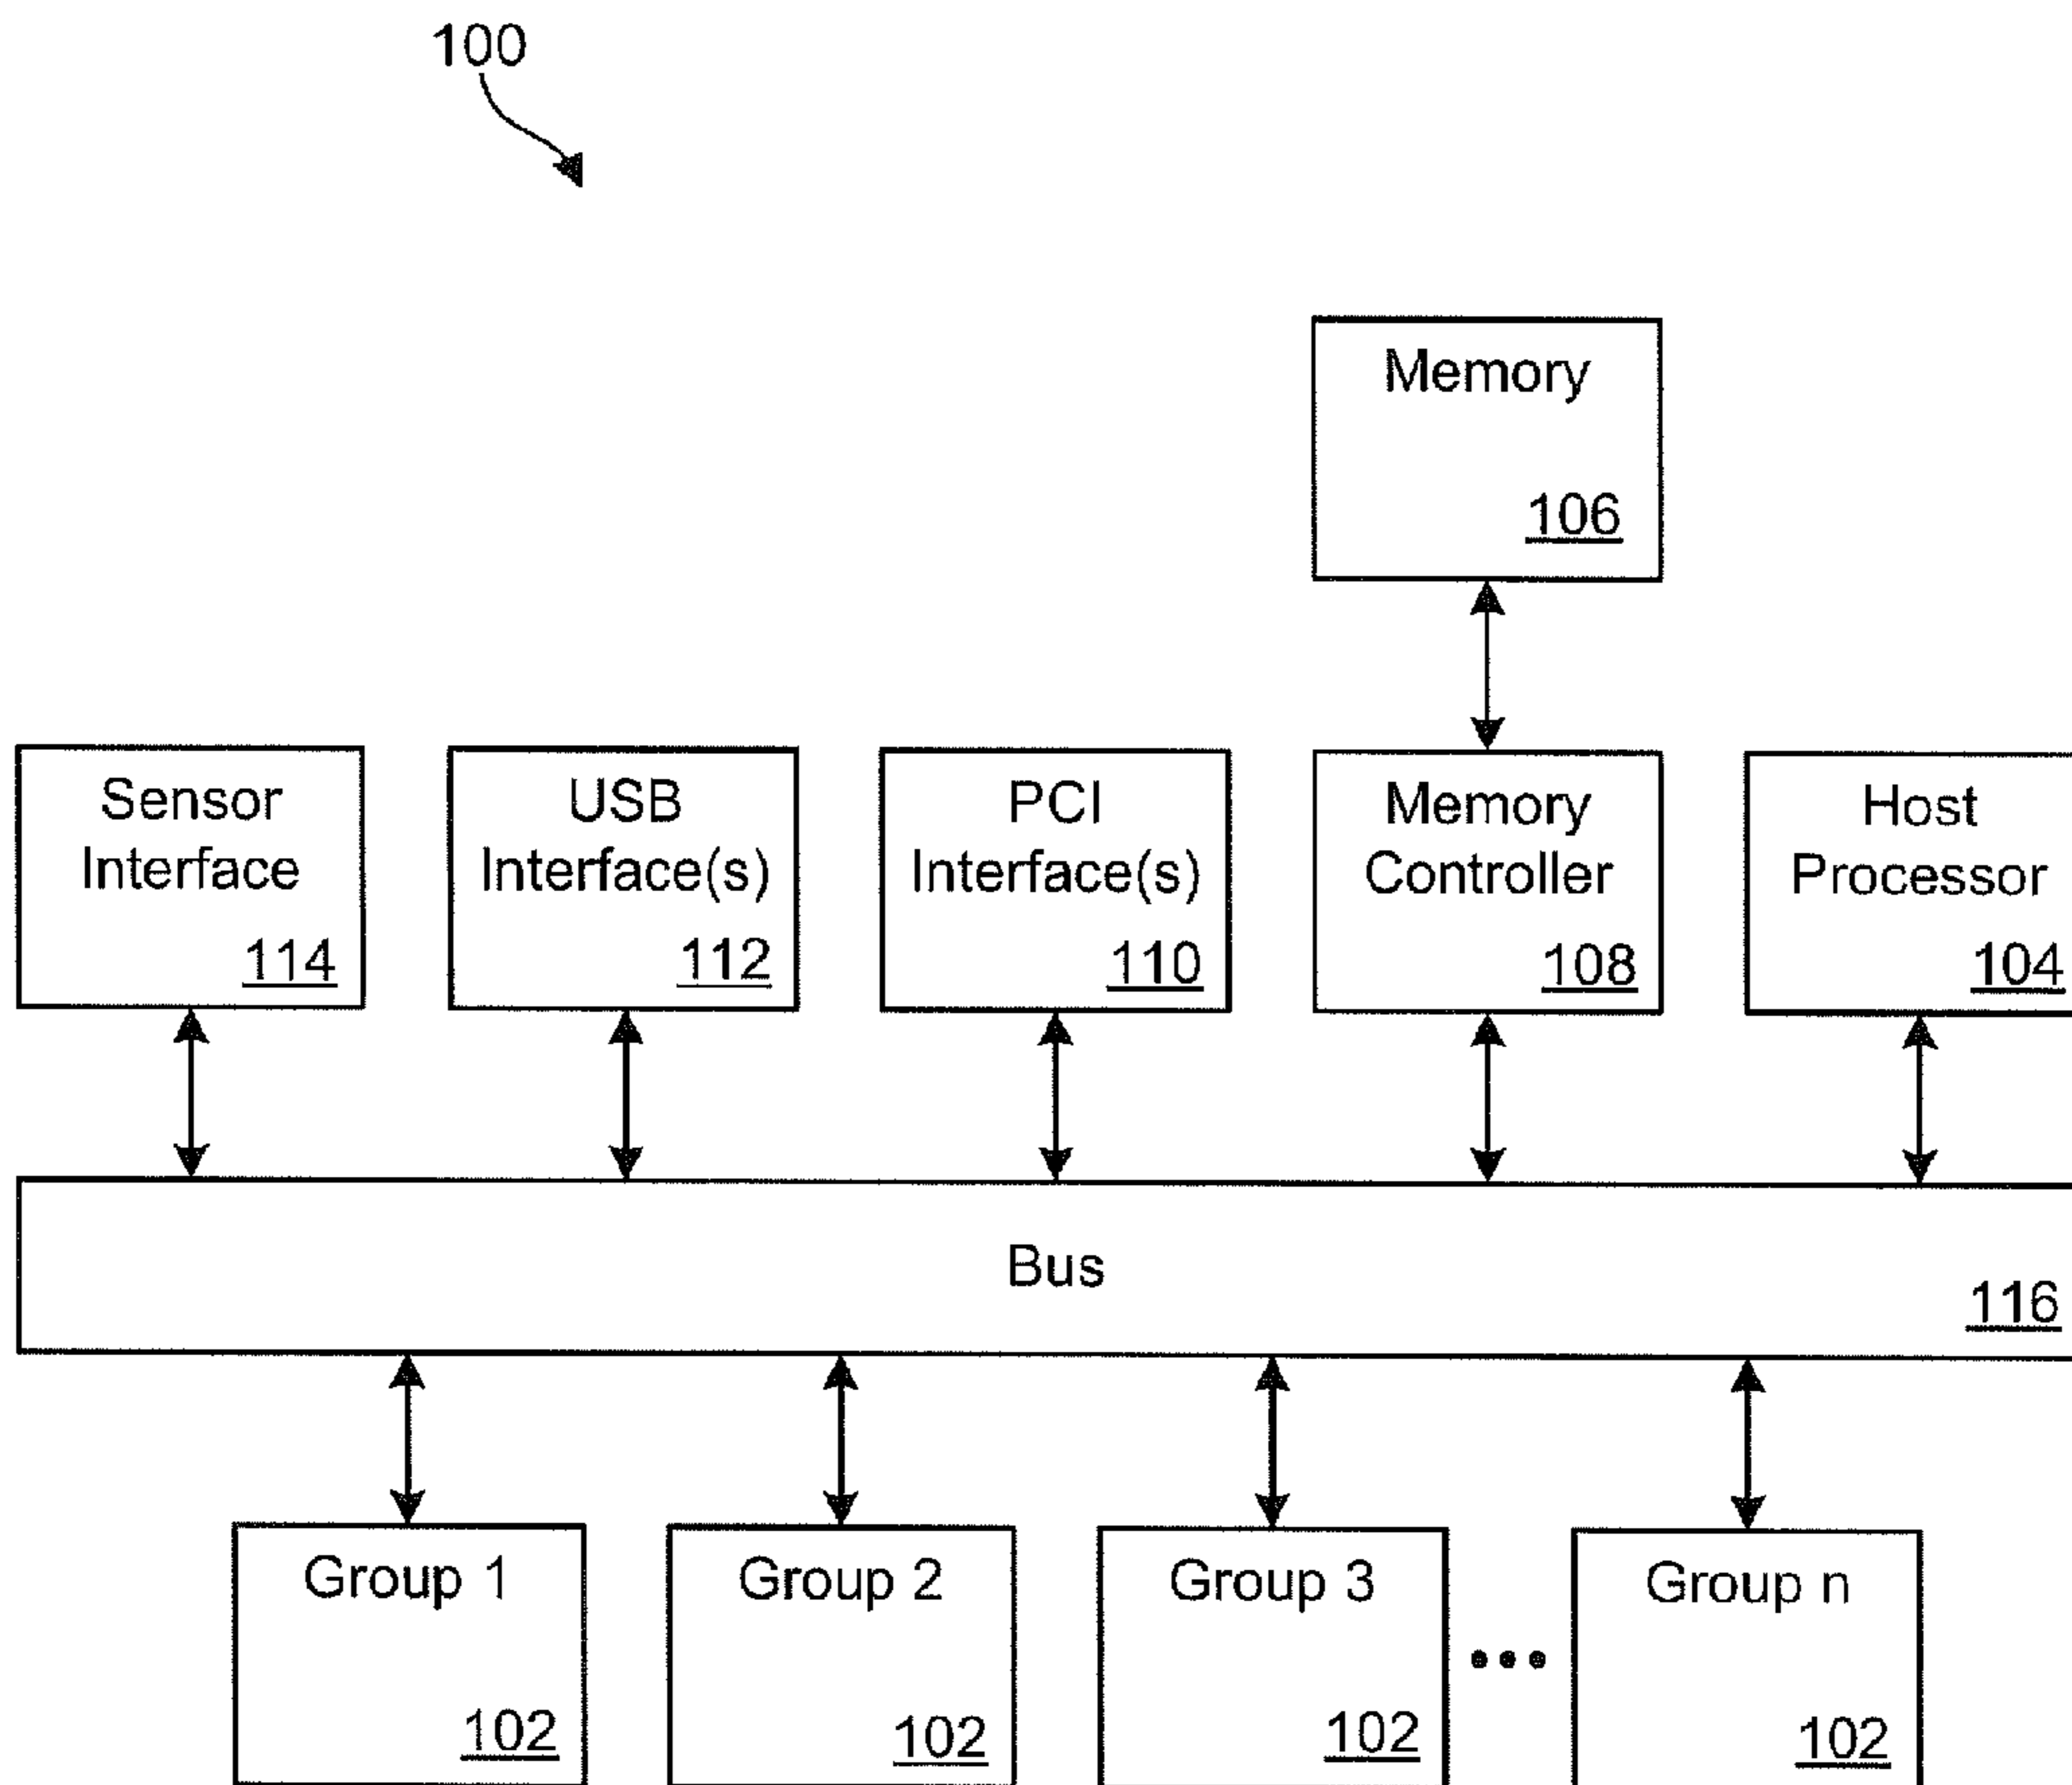 100
Memory
106
Sensor
Interface
114
USB
Interface(s)
112
PCI
Interface(s)
110
Memory
Controller
108
Host
Processor
104
Bus
116
Group 1
102
Group 2
102
Group 3
102
•••
Group n
102